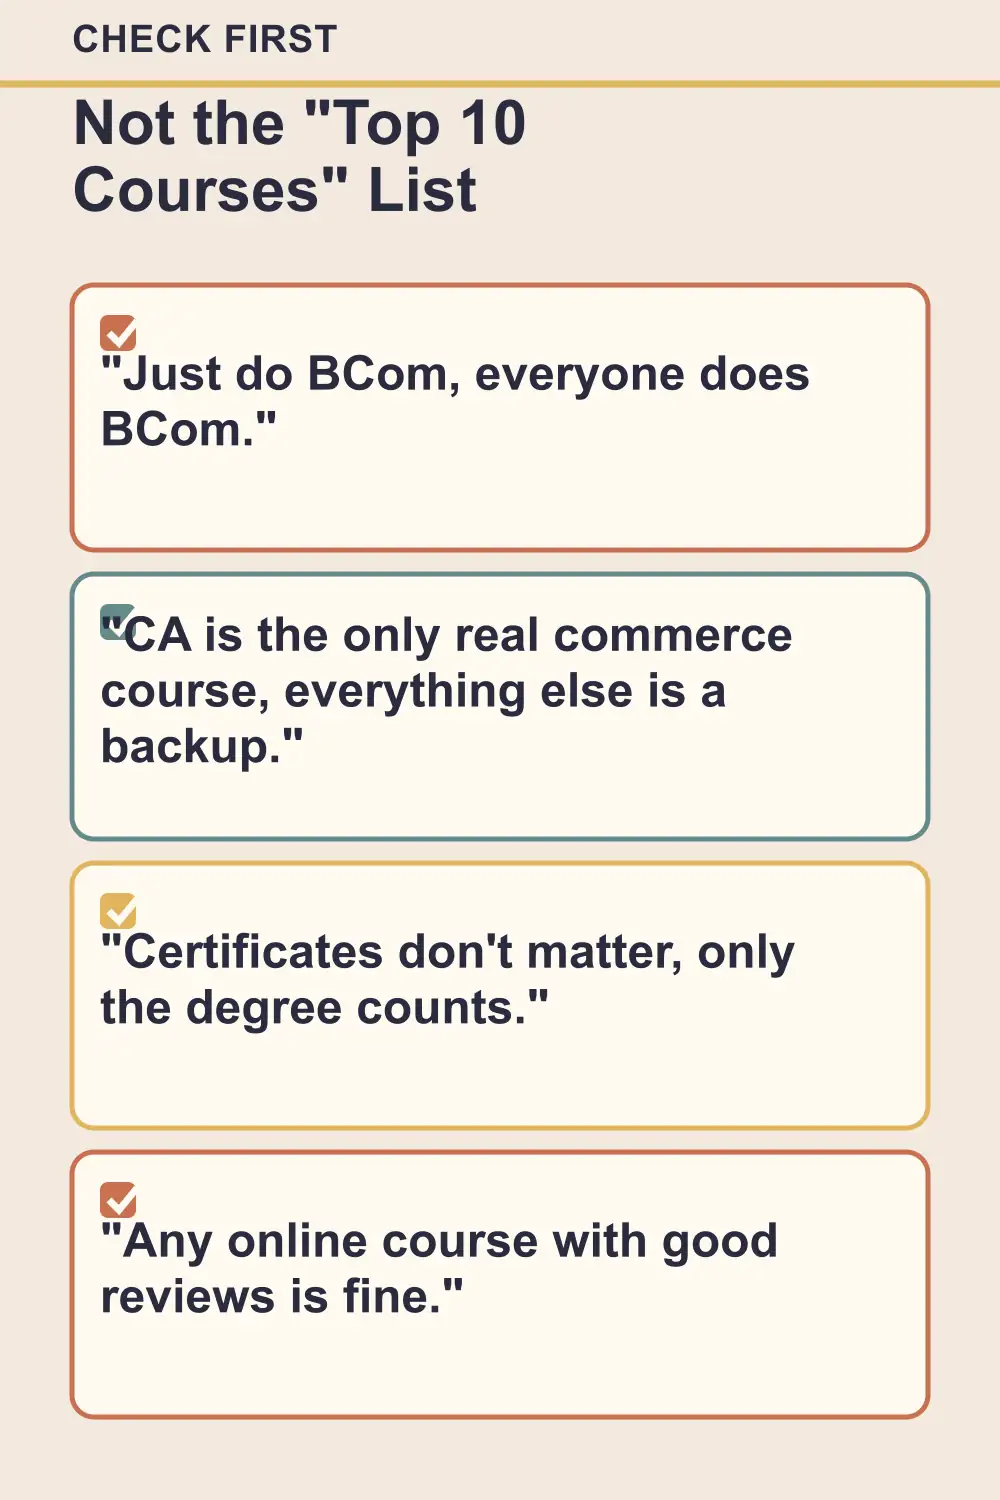 CHECK FIRST
Not the "Top 10
Courses" List
"Just do BCom, everyone does
BCom."
"CA is the only real commerce
course, everything else is a
backup."
"Certificates don't matter, only
the degree counts."
"Any online course with good
reviews is fine."